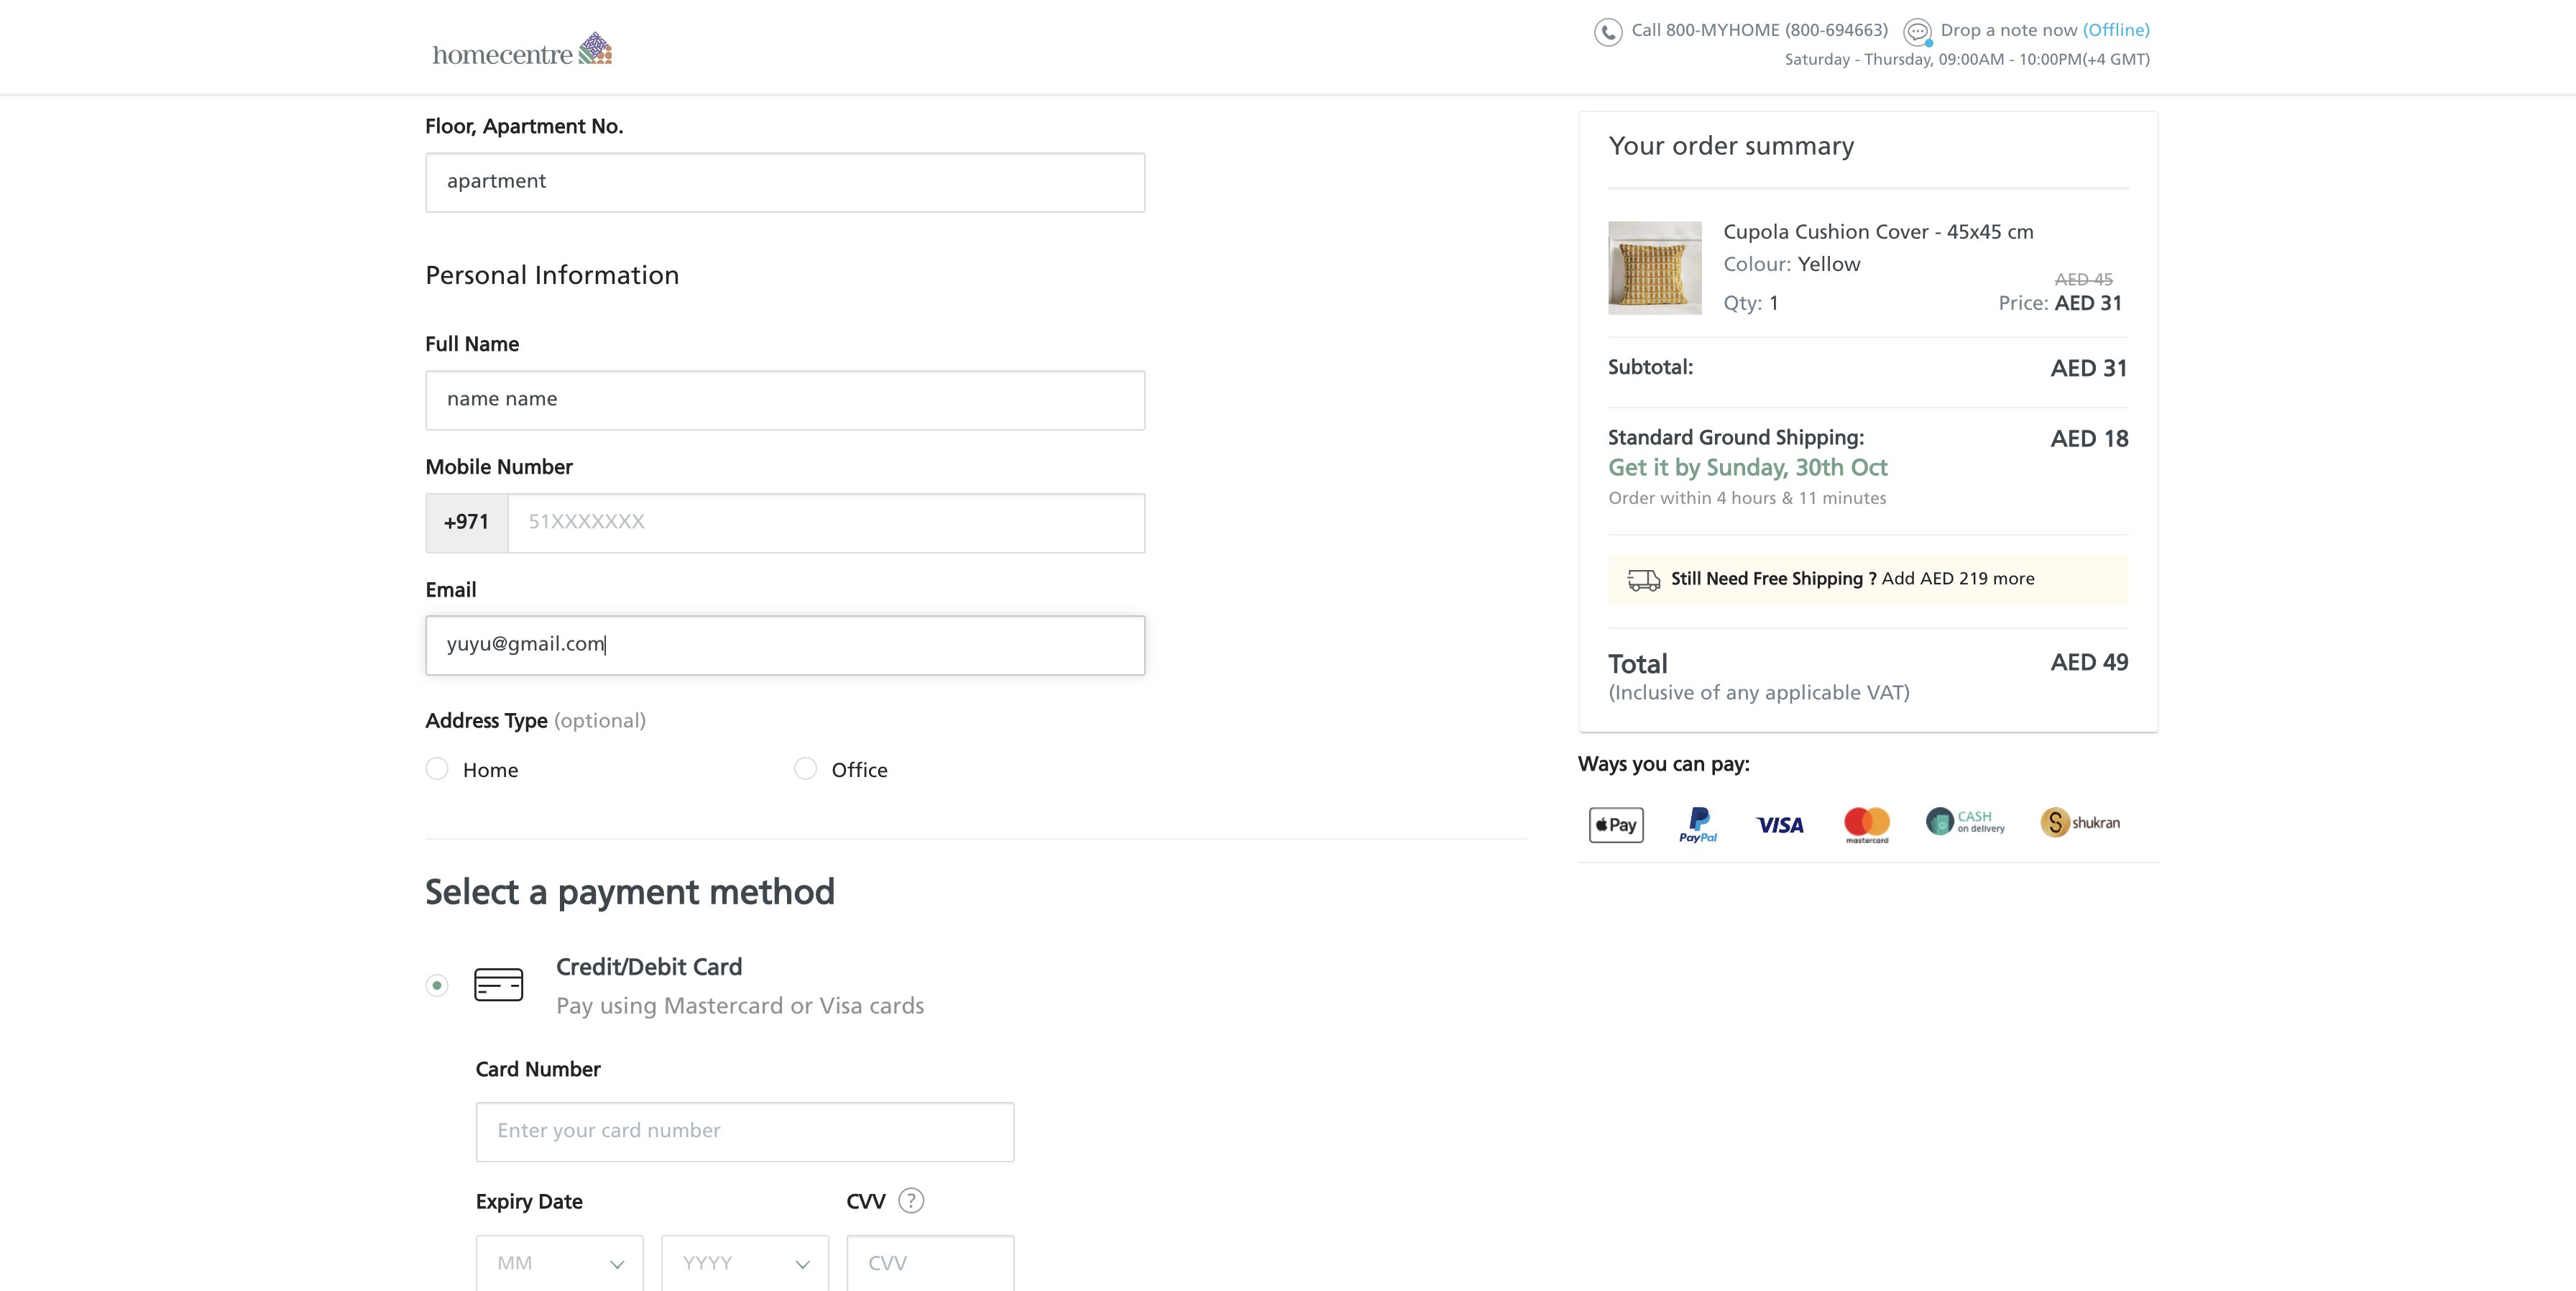 homecentre
Call 800-MYHOME (800-694663)
Drop a note now (Offline)
Saturday - Thursday, 09:00AM - 10:00PM(+4 GMT)
Floor, Apartment No.
apartment
Personal Information
Full Name
name name
Mobile Number
+971
51XXXXXXX
Email
yuyu@gmail.com
Address Type (optional)
Home
Office
Select a payment method
Credit/Debit Card
Pay using Mastercard or Visa cards
Card Number
Enter your card number
Expiry Date
CVV ?
MM
YYYY
CVV
Your order summary
Cupola Cushion Cover - 45x45 cm
Colour: Yellow
AED 45
Qty: 1
Price: AED 31
Subtotal:
AED 31
Standard Ground Shipping:
AED 18
Get it by Sunday, 30th Oct
Order within 4 hours & 11 minutes
Still Need Free Shipping ? Add AED 219 more
Total
AED 49
(Inclusive of any applicable VAT)
Ways you can pay:
Pay
PayPal
VISA
mastercard
CASH
on delivery
S shukran